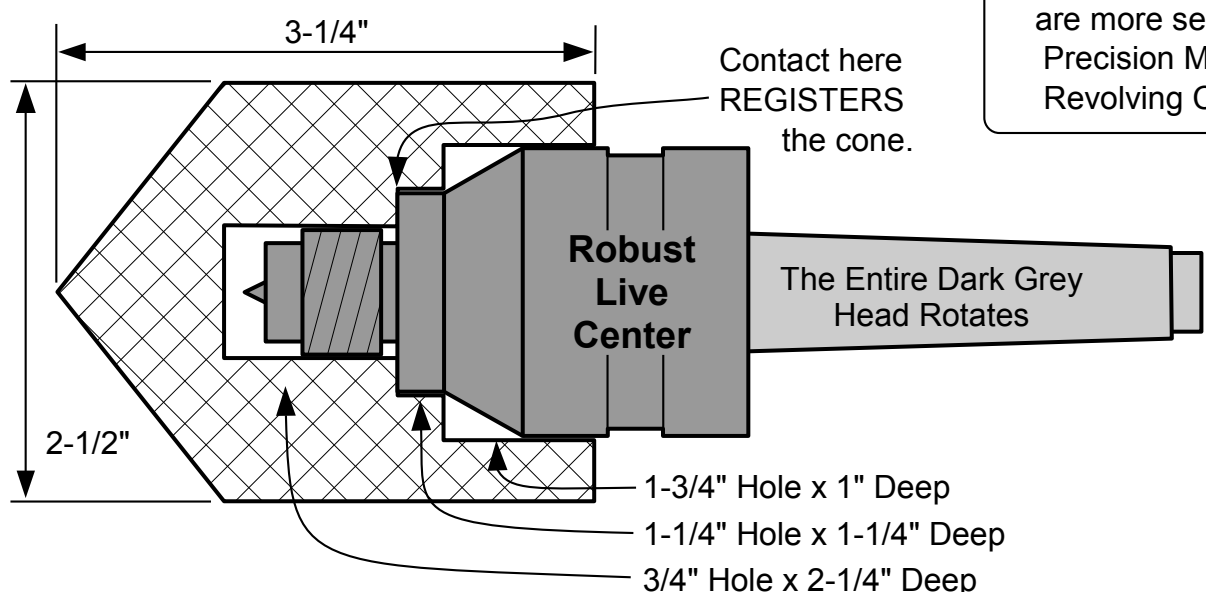 3-1/4"
are more se
Precision M
Revolving C
Contact here
REGISTERS
the cone.
Robust
Live
Center
The Entire Dark Grey
Head Rotates
2-1/2"
1-3/4" Hole x 1" Deep
1-1/4" Hole x 1-1/4" Deep
3/4" Hole x 2-1/4" Deep